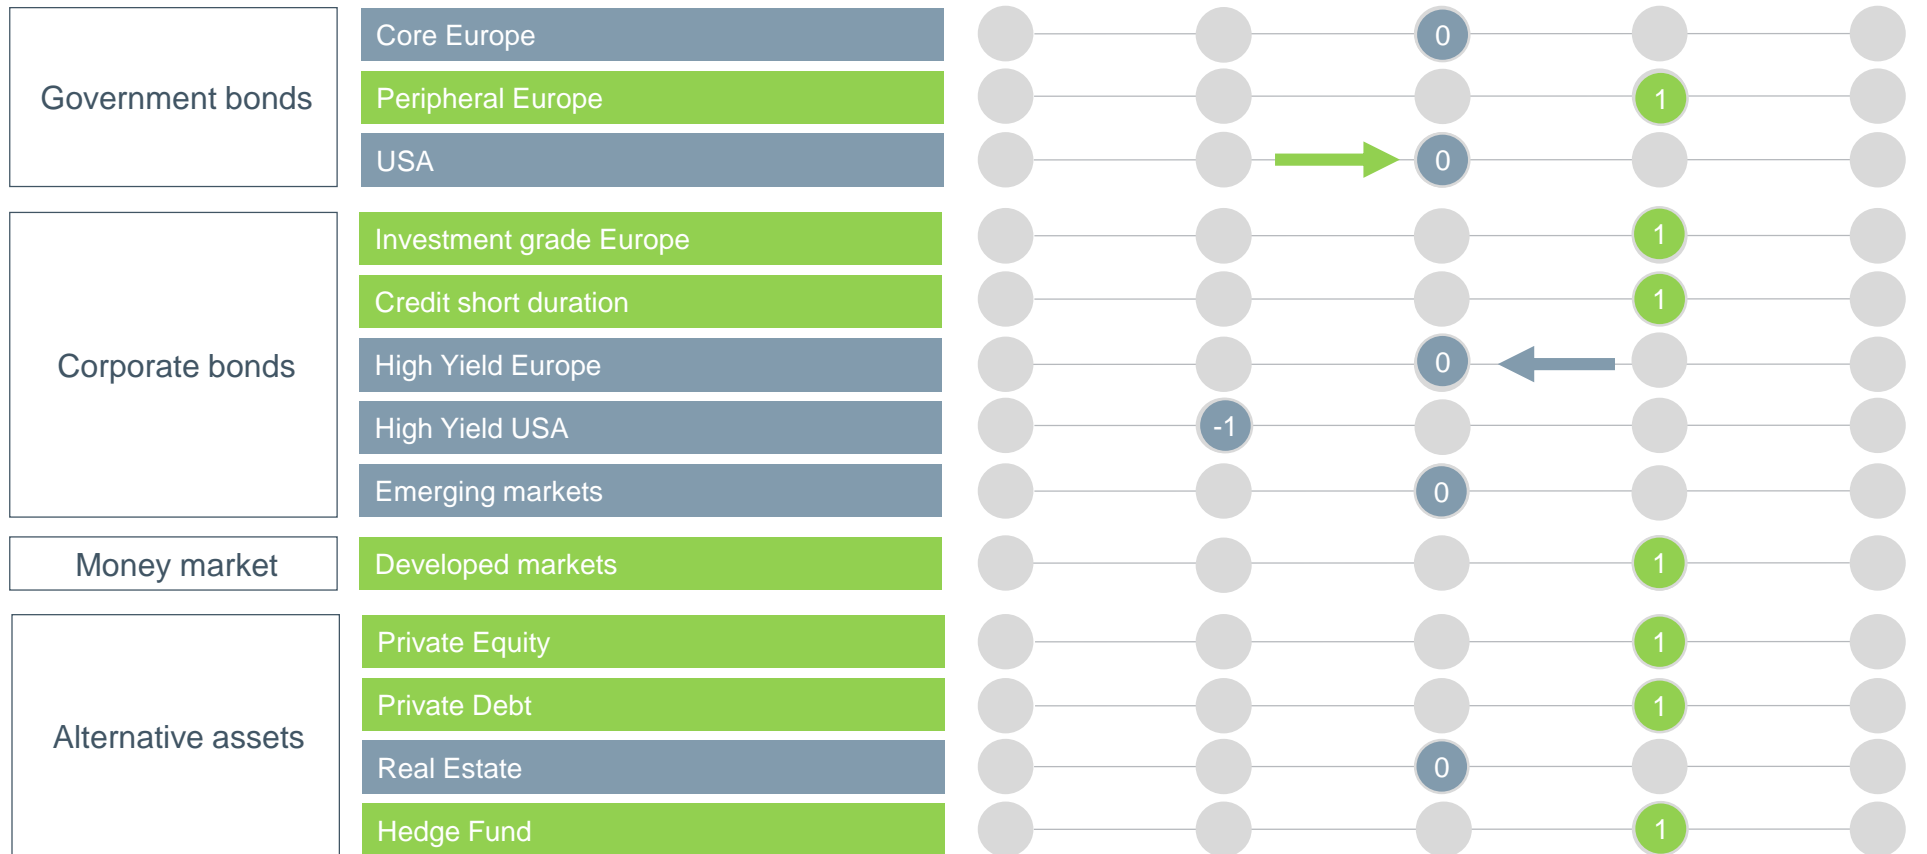 Government bonds
Core Europe
0
Peripheral Europe
1
USA
0
Corporate bonds
Investment grade Europe
1
Credit short duration
1
High Yield Europe
0
High Yield USA
-1
Emerging markets
0
Money market
Developed markets
1
Alternative assets
Private Equity
1
Private Debt
1
Real Estate
0
Hedge Fund
1